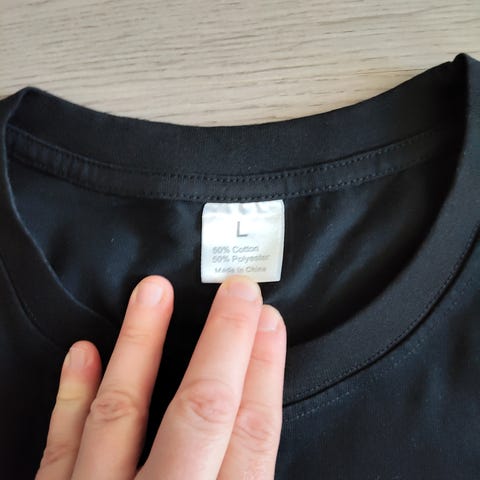 L
50% Cotton
50% Polyester
Made in China